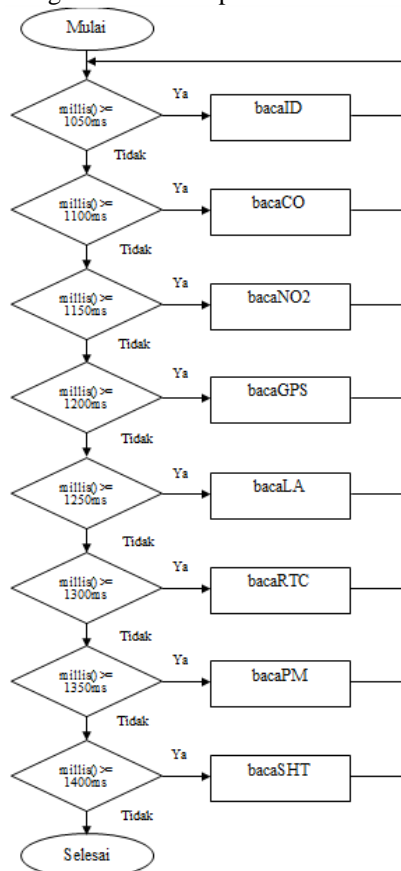 Mulai
millis() >=
1050ms
Ya
bacaID
Tidak
millis() >=
1100ms
Ya
bacaCO
Tidak
millis() >=
1150ms
Ya
bacaNO2
Tidak
millis() >=
1200ms
Ya
bacaGPS
Tidak
millis() >=
1250ms
Ya
bacaLA
Tidak
millis() >=
1300ms
Ya
bacaRTC
Tidak
millis() >=
1350ms
Ya
bacaPM
Tidak
millis() >=
1400ms
Ya
bacaSHT
Tidak
Selesai